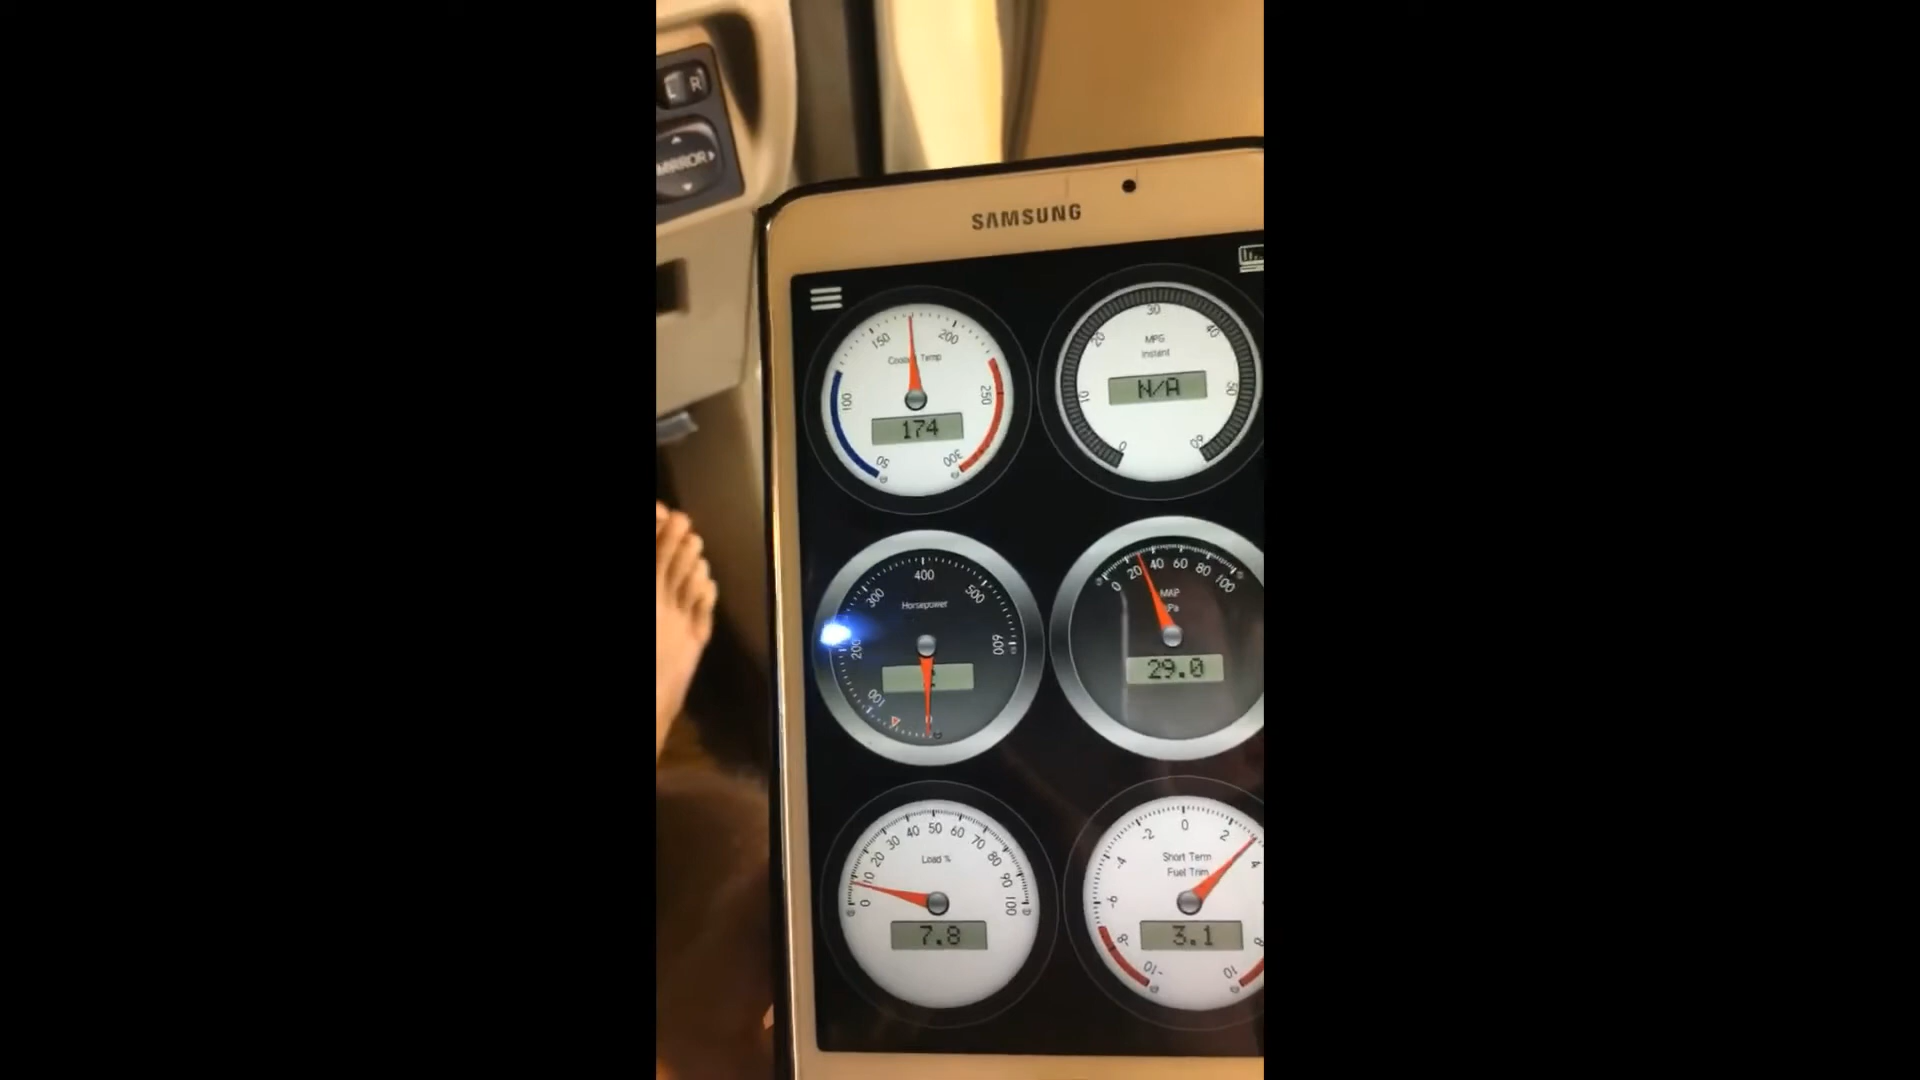 L R
MIRROR
SAMSUNG
50 100 150 200 250 300
Coolant Temp
174
0 10 20 30 40 50 60
MPG
Instant
N/A
0 100 200 300 400 500 600
Horsepower
0 20 40 60 80 100
MAP
29.0
0 10 20 30 40 50 60 70 80 90 100
Load %
7.8
-10 -8 -6 -4 -2 0 2 4 8 10
Short Term
Fuel Trim
3.1